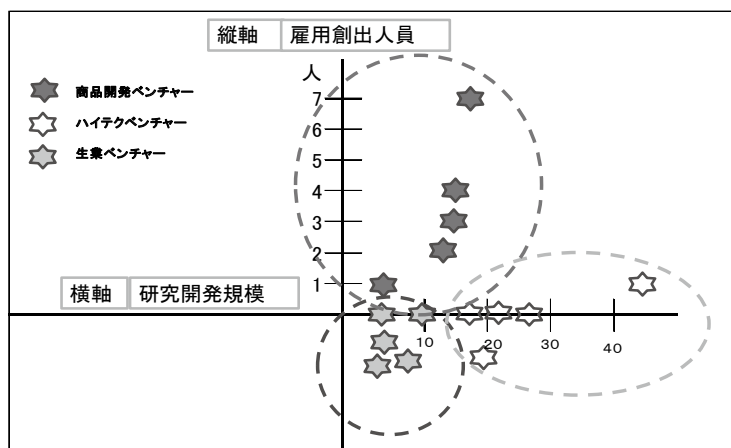 縦軸 雇用創出人員
人
商品開発ベンチャー
ハイテクベンチャー
生業ベンチャー
7
6
5
4
3
2
1
横軸 研究開発規模
10 20 30 40